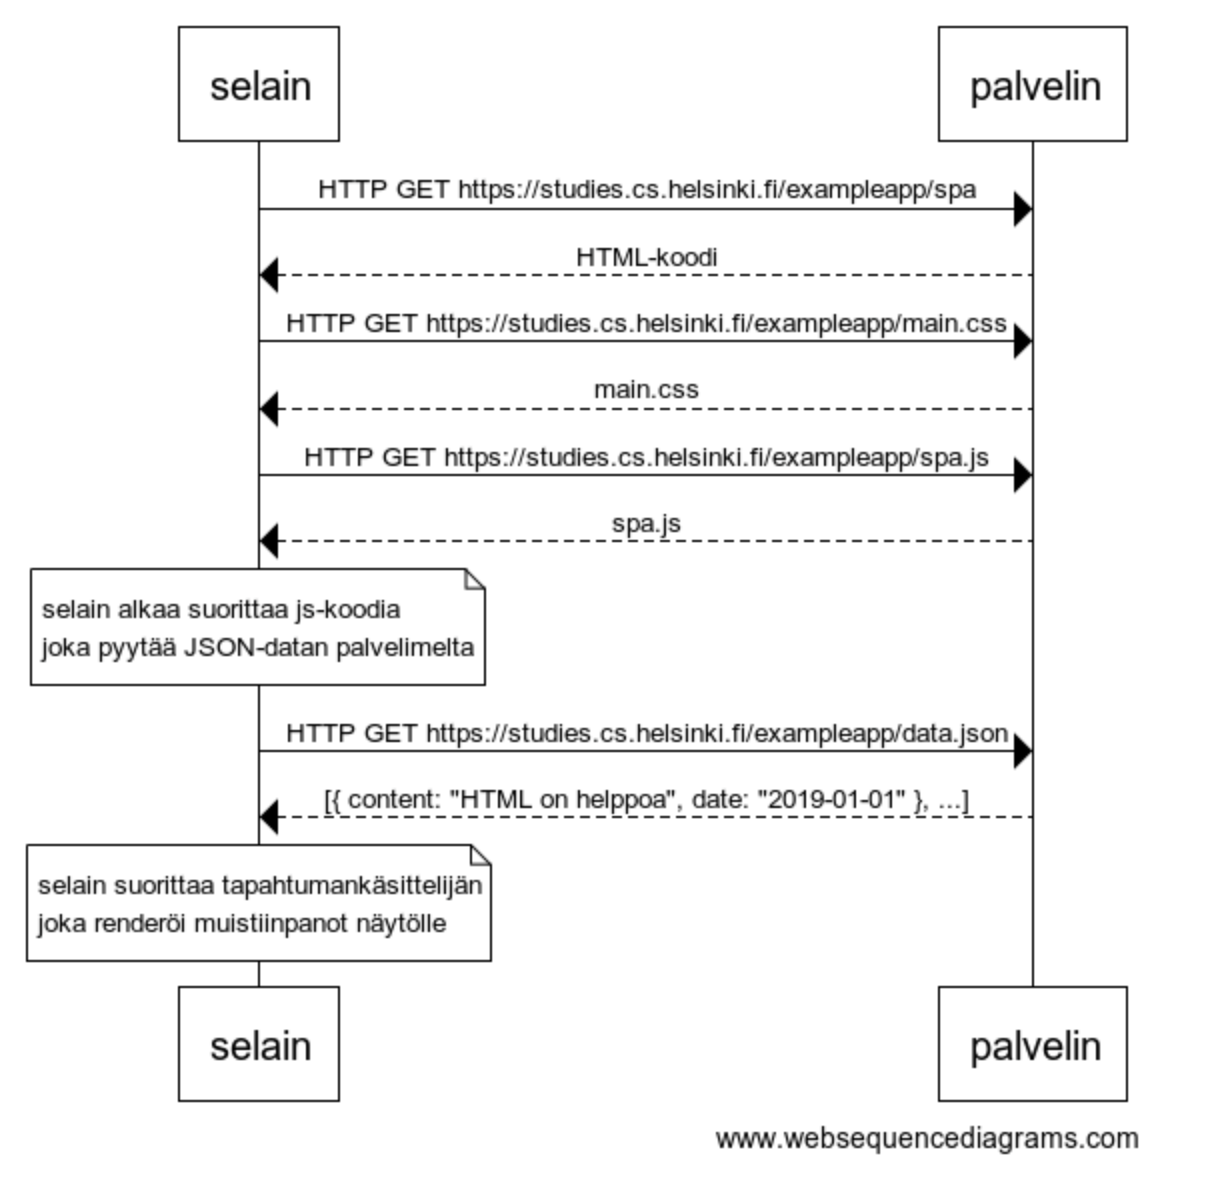 selain
palvelin
HTTP GET https://studies.cs.helsinki.fi/exampleapp/spa
HTML-koodi
HTTP GET https://studies.cs.helsinki.fi/exampleapp/main.css
main.css
HTTP GET https://studies.cs.helsinki.fi/exampleapp/spa.js
spa.js
selain alkaa suorittaa js-koodia
joka pyytää JSON-datan palvelimelta
HTTP GET https://studies.cs.helsinki.fi/exampleapp/data.json
[{ content: "HTML on helppoa", date: "2019-01-01" }, ...]
selain suorittaa tapahtumankäsittelijän
joka renderöi muistiinpanot näytölle
selain
palvelin
www.websequencediagrams.com